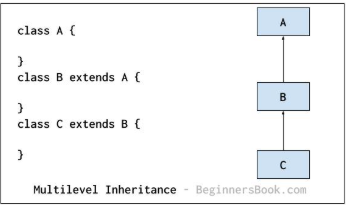 class A {
}
class B extends A {
}
class C extends B {
}
A
B
C
Multilevel Inheritance - BeginnersBook.com